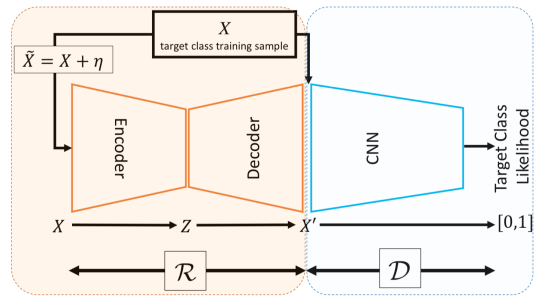 X
target class training sample
X̃ = X + η
Encoder
Decoder
CNN
Target Class
Likelihood
X
Z
X′
[0,1]
ℛ
𝒟